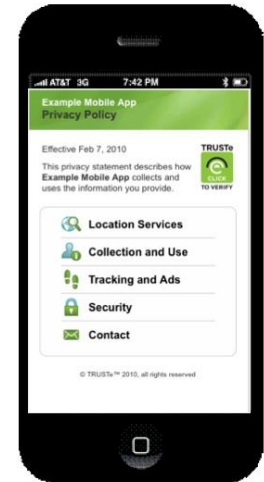 AT&T 3G 7:42 PM
Example Mobile App
Privacy Policy
Effective Feb 7, 2010
This privacy statement describes how
Example Mobile App collects and
uses the information you provide.
TRUSTe
CLICK
TO VERIFY
Location Services
Collection and Use
Tracking and Ads
Security
Contact
© TRUSTe™ 2010, all rights reserved